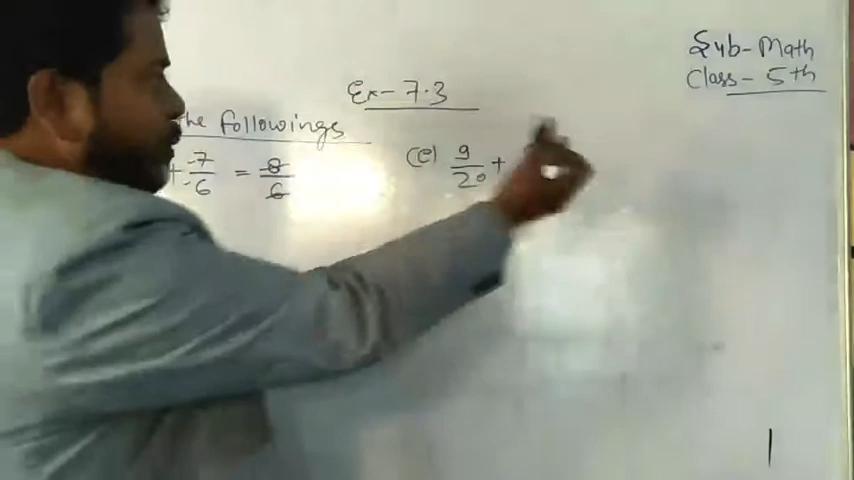 Sub-Math
Class- 5th
Ex- 7.3
the followings
+ 7/6 = 8/6
(e) 9/20 +